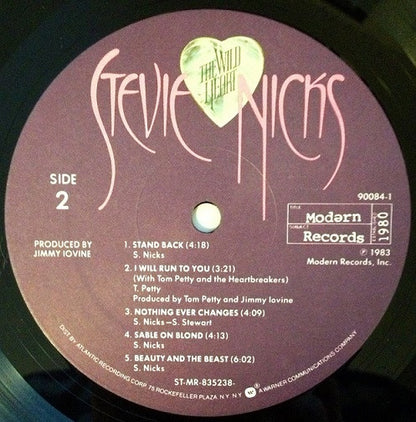 STEVIE NICKS
THE WILD
HEART
SIDE
2
90084-1
TITLE
Modərn
SUBJECT
Records
ESTABLISHED
1980
PRODUCED BY
JIMMY IOVINE
℗ 1983
Modern Records, Inc.
1. STAND BACK (4:18)
S. Nicks
2. I WILL RUN TO YOU (3:21)
(With Tom Petty and the Heartbreakers)
T. Petty
Produced by Tom Petty and Jimmy Iovine
3. NOTHING EVER CHANGES (4:09)
S. Nicks—S. Stewart
4. SABLE ON BLOND (4:13)
S. Nicks
5. BEAUTY AND THE BEAST (6:02)
S. Nicks
ST-MR-835238-
DIST. BY ATLANTIC RECORDING CORP. 75 ROCKEFELLER PLAZA. N.Y. N.Y. A WARNER COMMUNICATIONS COMPANY